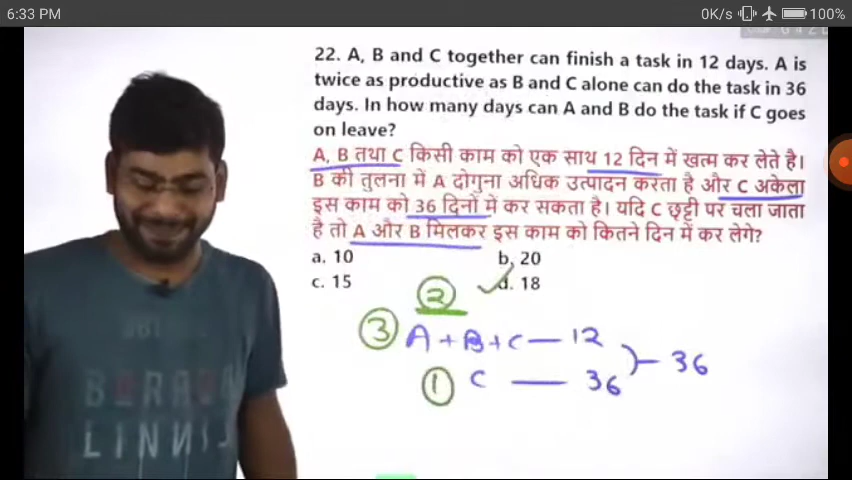 6:33 PM
0K/s 100%
22. A, B and C together can finish a task in 12 days. A is
twice as productive as B and C alone can do the task in 36
days. In how many days can A and B do the task if C goes
on leave?
A, B तथा C किसी काम को एक साथ 12 दिन में खत्म कर लेते है।
B की तुलना में A दोगुना अधिक उत्पादन करता है और C अकेला
इस काम को 36 दिनों में कर सकता है। यदि C छुट्टी पर चला जाता
है तो A और B मिलकर इस काम को कितने दिन में कर लेगे?
a. 10 b. 20
c. 15 d. 18
2
3 A + B + C — 12
36
1 C — 36
LINNIS